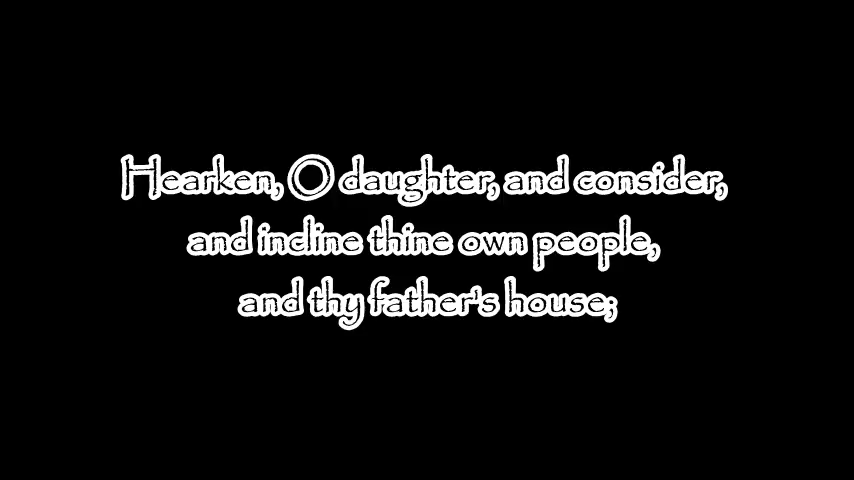 Hearken, O daughter, and consider,
and incline thine own people,
and thy father's house;